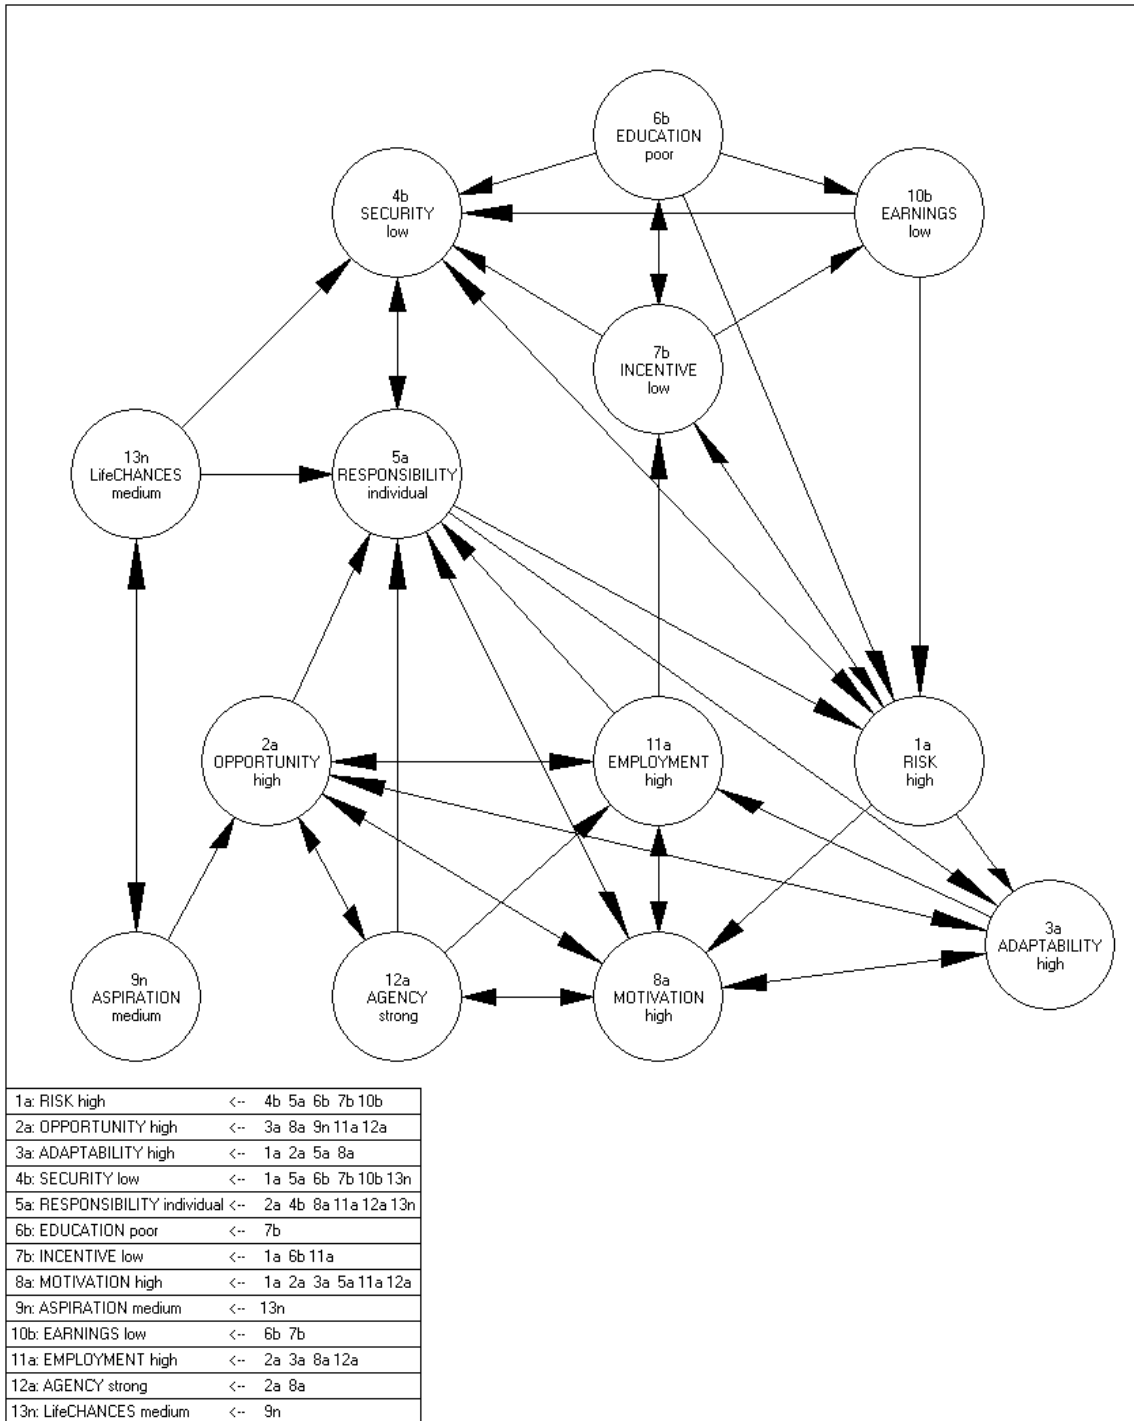 6b
EDUCATION
poor
4b
SECURITY
low
10b
EARNINGS
low
7b
INCENTIVE
low
13n
LifeCHANCES
medium
5a
RESPONSIBILITY
individual
2a
OPPORTUNITY
high
11a
EMPLOYMENT
high
1a
RISK
high
3a
ADAPTABILITY
high
9n
ASPIRATION
medium
12a
AGENCY
strong
8a
MOTIVATION
high
1a: RISK high <-- 4b 5a 6b 7b 10b
2a: OPPORTUNITY high <-- 3a 8a 9n 11a 12a
3a: ADAPTABILITY high <-- 1a 2a 5a 8a
4b: SECURITY low <-- 1a 5a 6b 7b 10b 13n
5a: RESPONSIBILITY individual <-- 2a 4b 8a 11a 12a 13n
6b: EDUCATION poor <-- 7b
7b: INCENTIVE low <-- 1a 6b 11a
8a: MOTIVATION high <-- 1a 2a 3a 5a 11a 12a
9n: ASPIRATION medium <-- 13n
10b: EARNINGS low <-- 6b 7b
11a: EMPLOYMENT high <-- 2a 3a 8a 12a
12a: AGENCY strong <-- 2a 8a
13n: LifeCHANCES medium <-- 9n